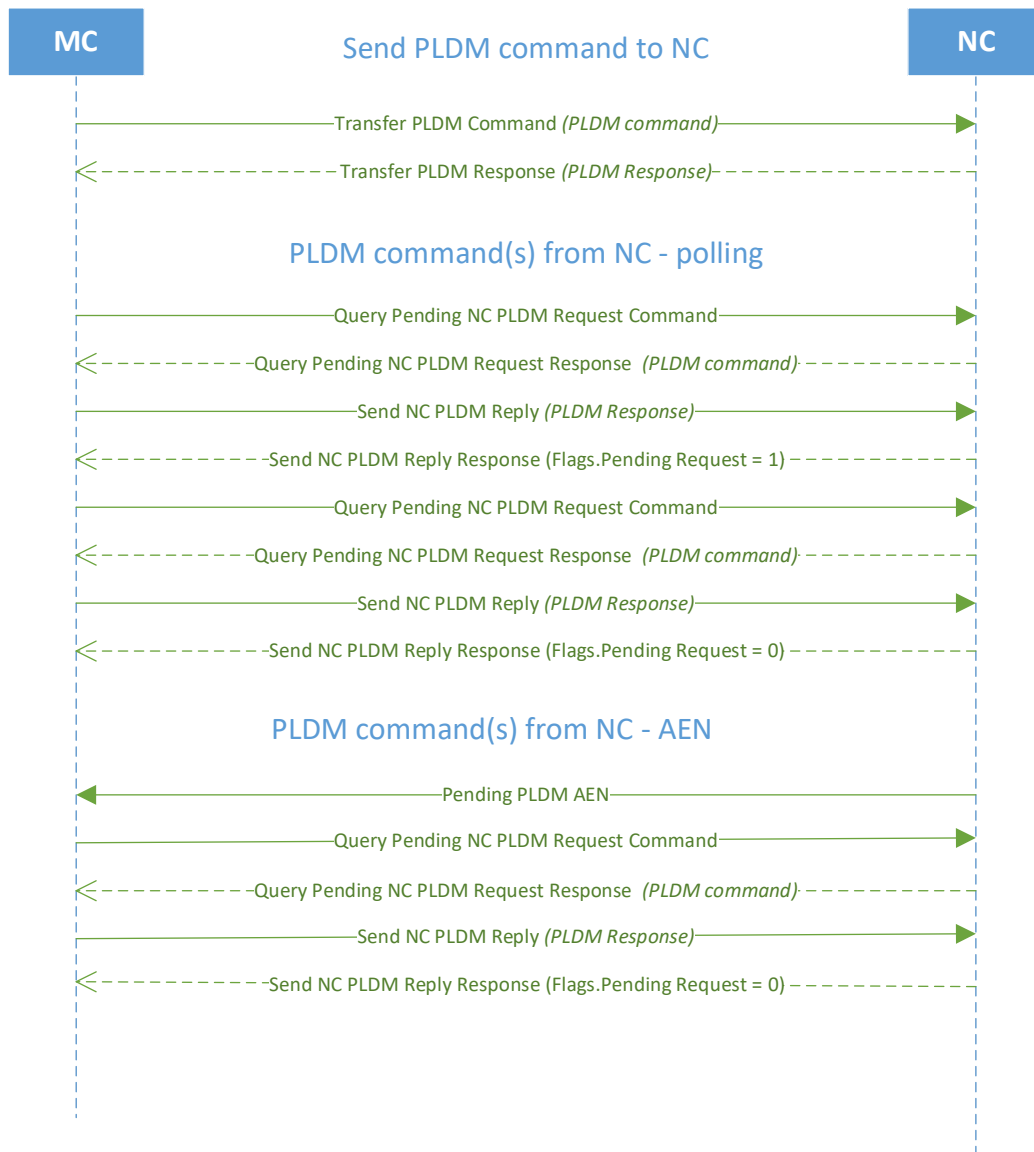 MC
Send PLDM command to NC
NC
Transfer PLDM Command (PLDM command)
Transfer PLDM Response (PLDM Response)
PLDM command(s) from NC - polling
Query Pending NC PLDM Request Command
Query Pending NC PLDM Request Response (PLDM command)
Send NC PLDM Reply (PLDM Response)
Send NC PLDM Reply Response (Flags.Pending Request = 1)
Query Pending NC PLDM Request Command
Query Pending NC PLDM Request Response (PLDM command)
Send NC PLDM Reply (PLDM Response)
Send NC PLDM Reply Response (Flags.Pending Request = 0)
PLDM command(s) from NC - AEN
Pending PLDM AEN
Query Pending NC PLDM Request Command
Query Pending NC PLDM Request Response (PLDM command)
Send NC PLDM Reply (PLDM Response)
Send NC PLDM Reply Response (Flags.Pending Request = 0)